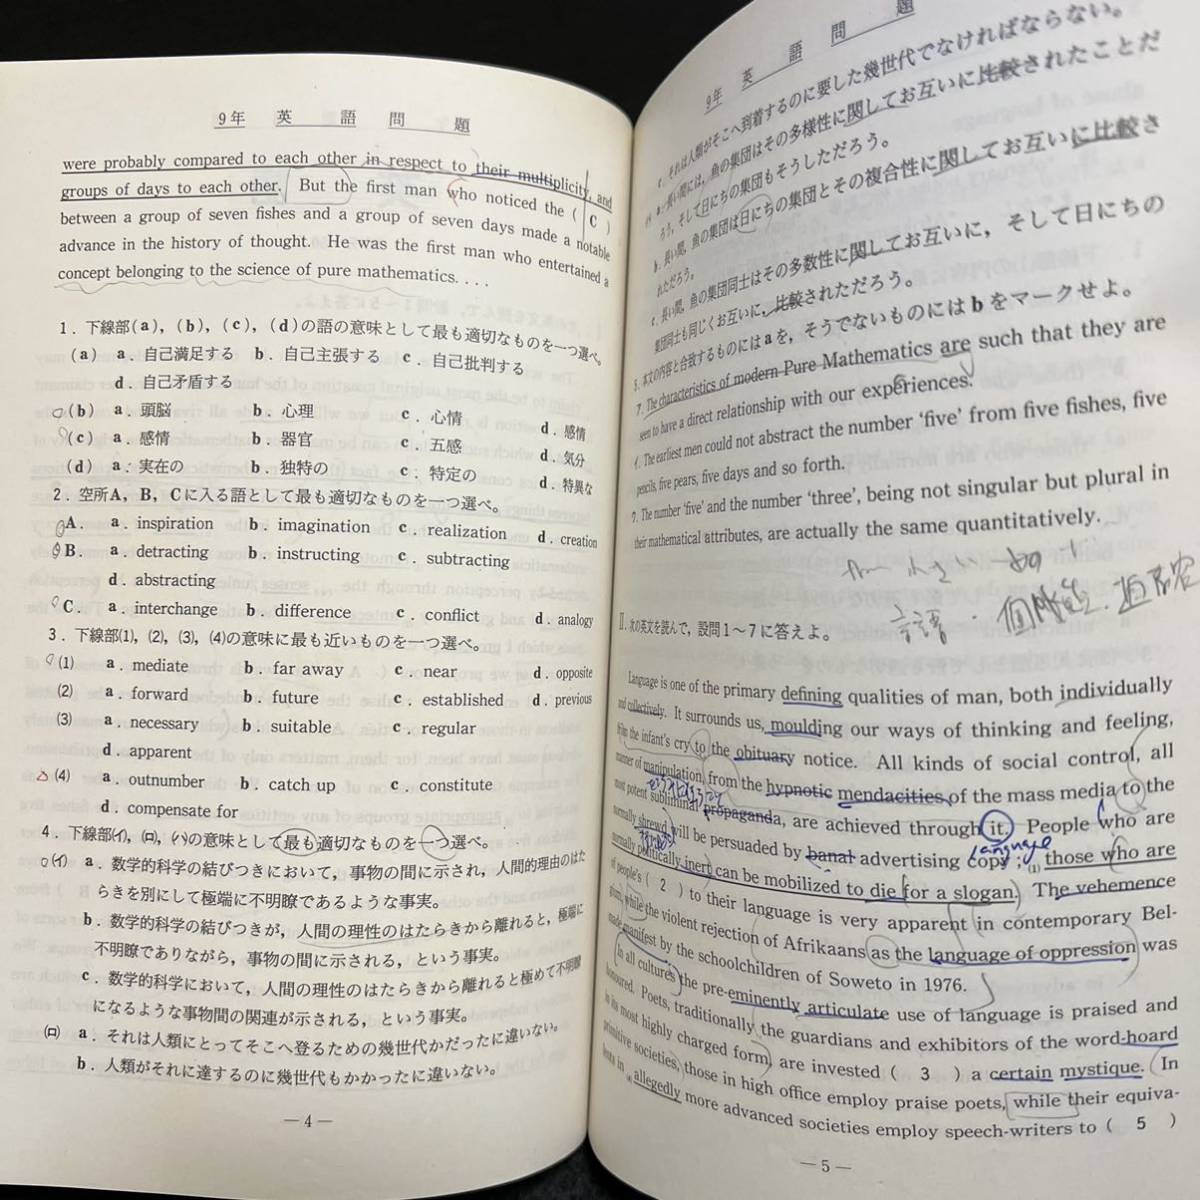 9年 英語問題
were probably compared to each other in respect to their multiplicity, and
groups of days to each other. But the first man who noticed the ( C )
between a group of seven fishes and a group of seven days made a notable
advance in the history of thought. He was the first man who entertained a
concept belonging to the science of pure mathematics....
1．下線部(a)，(b)，(c)，(d)の語の意味として最も適切なものを一つ選べ。
(a) a．自己満足する b．自己主張する c．自己批判する
d．自己矛盾する
(b) a．頭脳 b．心理 c．心情 d．感情
(c) a．感情 b．器官 c．五感 d．気分
(d) a．実在の b．独特の c．特定の d．特異な
2．空所A，B，Cに入る語として最も適切なものを一つ選べ。
A． a．inspiration b．imagination c．realization d．creation
B． a．detracting b．instructing c．subtracting
d．abstracting
C． a．interchange b．difference c．conflict d．analogy
3．下線部(1)，(2)，(3)，(4)の意味に最も近いものを一つ選べ。
(1) a．mediate b．far away c．near d．opposite
(2) a．forward b．future c．established d．previous
(3) a．necessary b．suitable c．regular
d．apparent
(4) a．outnumber b．catch up c．constitute
d．compensate for
4．下線部(イ)，(ロ)，(ハ)の意味として最も適切なものを一つ選べ。
(イ) a．数学的科学の結びつきにおいて，事物の間に示され，人間的理由のはた
らきを別にして極端に不明瞭であるような事実。
b．数学的科学の結びつきが，人間の理性のはたらきから離れると，極端に
不明瞭でありながら，事物の間に示される，という事実。
c．数学的科学において，人間の理性のはたらきから離れると極めて不明瞭
になるような事物間の関連が示される，という事実。
(ロ) a．それは人類にとってそこへ登るための幾世代かだったに違いない。
b．人類がそれに達するのに幾世代もかかったに違いない。
—4—
9年 英語問題
c．それは人類がそこへ到着するのに要した幾世代でなければならない。
(ハ) a．長い間には，魚の集団はその多様性に関してお互いに比較されたことだ
ろう，そして日にちの集団もそうしただろう。
b．長い間，魚の集団は日にちの集団とその複合性に関してお互いに比較さ
れただろう。
c．長い間，魚の集団同士はその多数性に関してお互いに，そして日にちの
集団同士も同じくお互いに，比較されただろう。
5．本文の内容と合致するものにはaを，そうでないものにはbをマークせよ。
The characteristics of modern Pure Mathematics are such that they are
seen to have a direct relationship with our experiences.
The earliest men could not abstract the number ‘five’ from five fishes, five
pencils, five pears, five days and so forth.
The number ‘five’ and the number ‘three’, being not singular but plural in
their mathematical attributes, are actually the same quantitatively.
言語・個
II．次の英文を読んで，設問1～7に答えよ。
Language is one of the primary defining qualities of man, both individually
and collectively. It surrounds us, moulding our ways of thinking and feeling,
from the infant's cry to the obituary notice. All kinds of social control, all
manner of manipulation, from the hypnotic mendacities of the mass media to the
most potent subliminal propaganda, are achieved through it. People who are
normally shrewd will be persuaded by banal advertising copy ; (1) those who are
language
normally politically inert can be mobilized to die for a slogan. The vehemence
of people's ( 2 ) to their language is very apparent in contemporary Bel-
gium, while the violent rejection of Afrikaans as the language of oppression was
made manifest by the schoolchildren of Soweto in 1976.
In all cultures the pre-eminently articulate use of language is praised and
honoured. Poets, traditionally the guardians and exhibitors of the word-hoard
in its most highly charged form, are invested ( 3 ) a certain mystique. In
primitive societies, those in high office employ praise poets, while their equiva-
lents in (4) allegedly more advanced societies employ speech-writers to ( 5 )
—5—